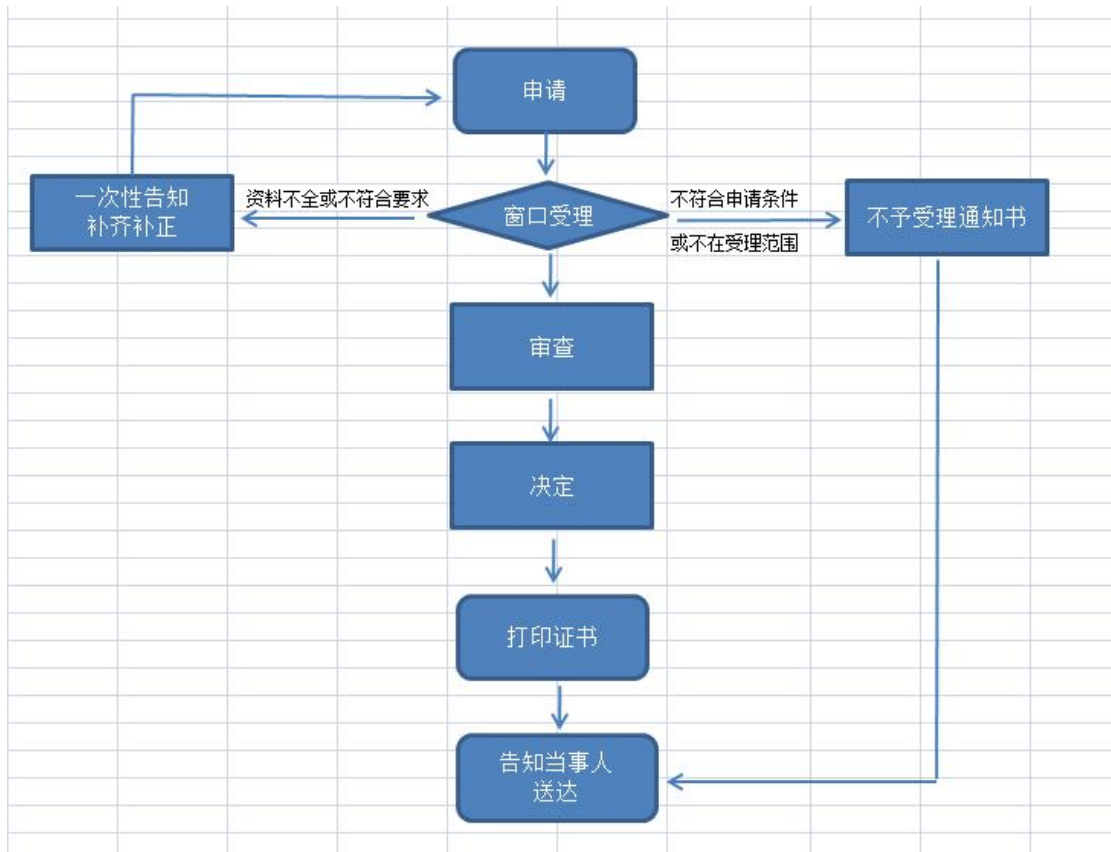 申请
一次性告知
补齐补正
资料不全或不符合要求
窗口受理
不符合申请条件
或不在受理范围
不予受理通知书
审查
决定
打印证书
告知当事人
送达